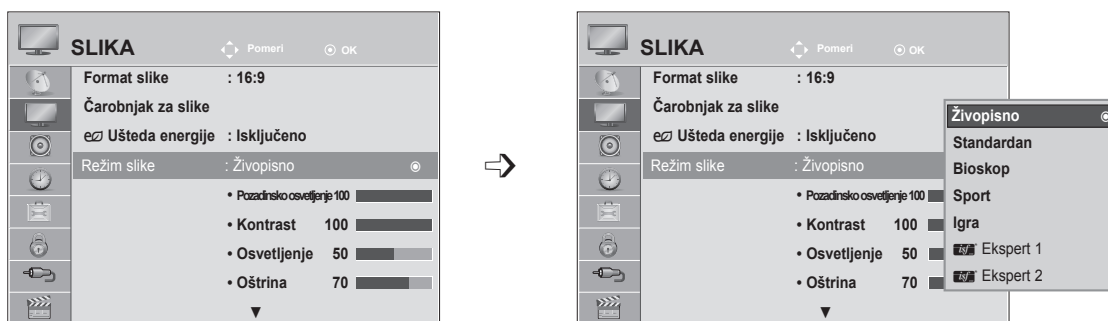 SLIKA Pomeri OK
Format slike : 16:9
Čarobnjak za slike
Ušteda energije : Isključeno
Režim slike : Živopisno
• Pozadinsko osvetljenje 100
• Kontrast 100
• Osvetljenje 50
• Oštrina 70
SLIKA Pomeri OK
Format slike : 16:9
Čarobnjak za slike
Ušteda energije : Isključeno
Režim slike : Živopisno
• Pozadinsko osvetljenje 100
• Kontrast 100
• Osvetljenje 50
• Oštrina 70
Živopisno
Standardan
Bioskop
Sport
Igra
isf Ekspert 1
isf Ekspert 2